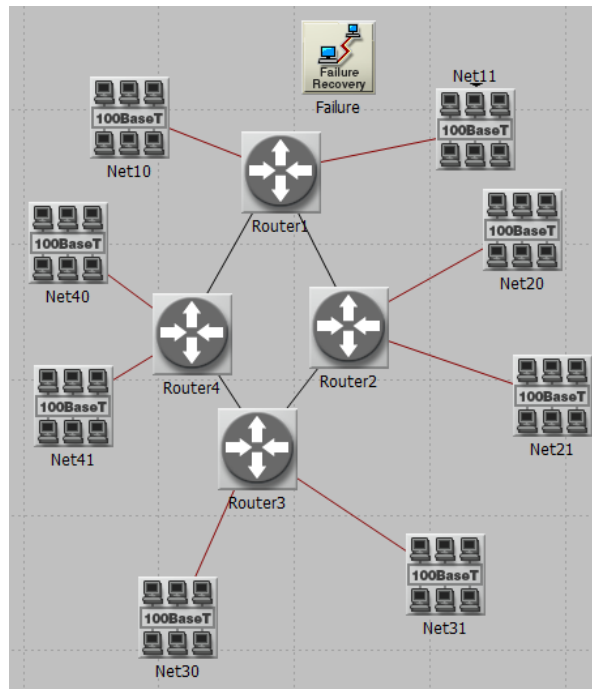 Failure
Recovery
Failure
Net11
100BaseT
Net10
100BaseT
Router1
100BaseT
Net40
100BaseT
Net20
Router4
Router2
100BaseT
Net41
100BaseT
Net21
Router3
100BaseT
Net31
100BaseT
Net30